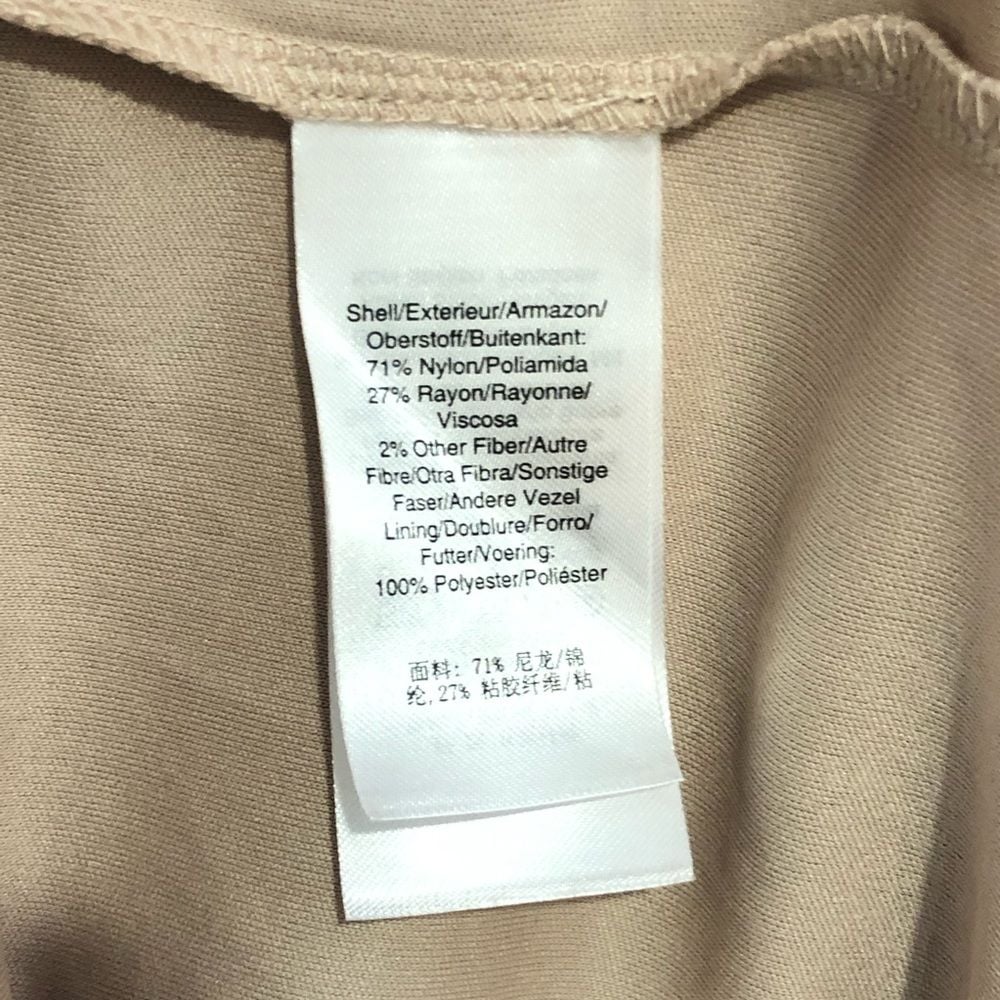 Shell/Exterieur/Armazon/
Oberstoff/Buitenkant:
71% Nylon/Poliamida
27% Rayon/Rayonne/
Viscosa
2% Other Fiber/Autre
Fibre/Otra Fibra/Sonstige
Faser/Andere Vezel
Lining/Doublure/Forro/
Futter/Voering:
100% Polyester/Poliéster
面料: 71% 尼龙/锦
纶,27% 粘胶纤维/粘